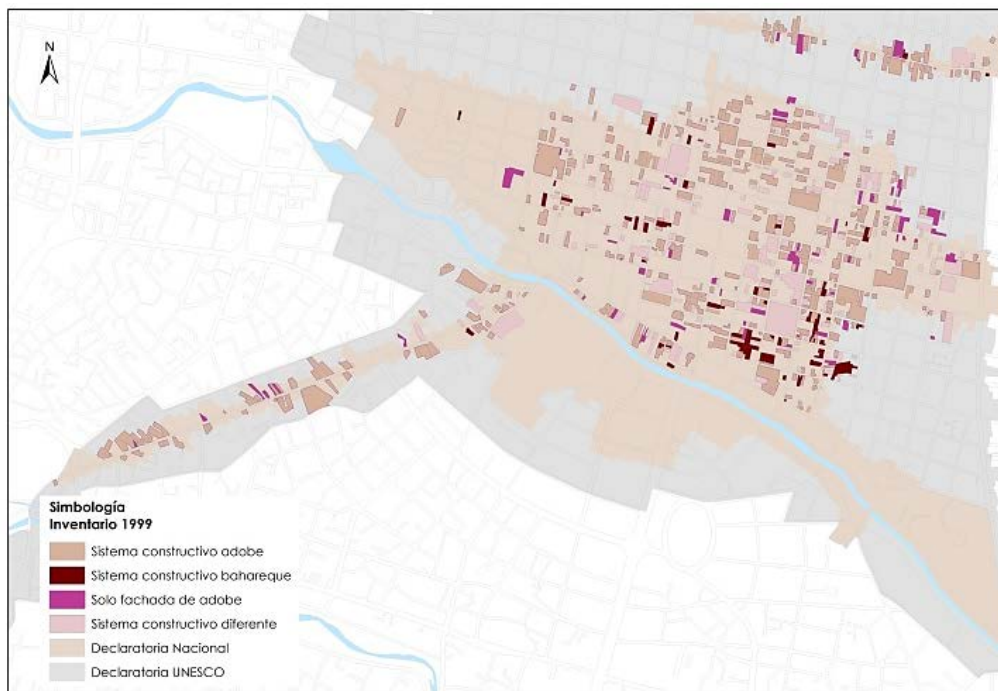 N
Simbología
Inventario 1999
Sistema constructivo adobe
Sistema constructivo bahareque
Solo fachada de adobe
Sistema constructivo diferente
Declaratoria Nacional
Declaratoria UNESCO